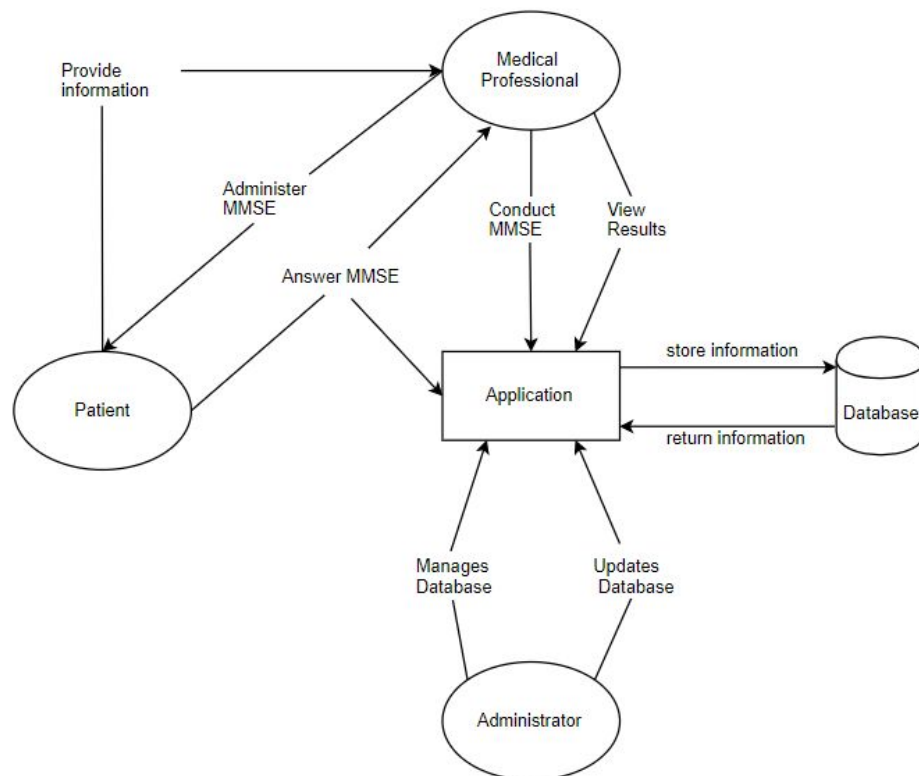 Medical
Professional
Provide
information
Administer
MMSE
Conduct
MMSE
View
Results
Answer MMSE
store information
Patient
Application
Database
return information
Manages
Database
Updates
Database
Administrator